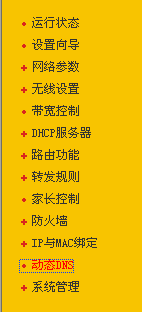 运行状态
设置向导
网络参数
无线设置
带宽控制
DHCP服务器
路由功能
转发规则
家长控制
防火墙
IP与MAC绑定
动态DNS
系统管理